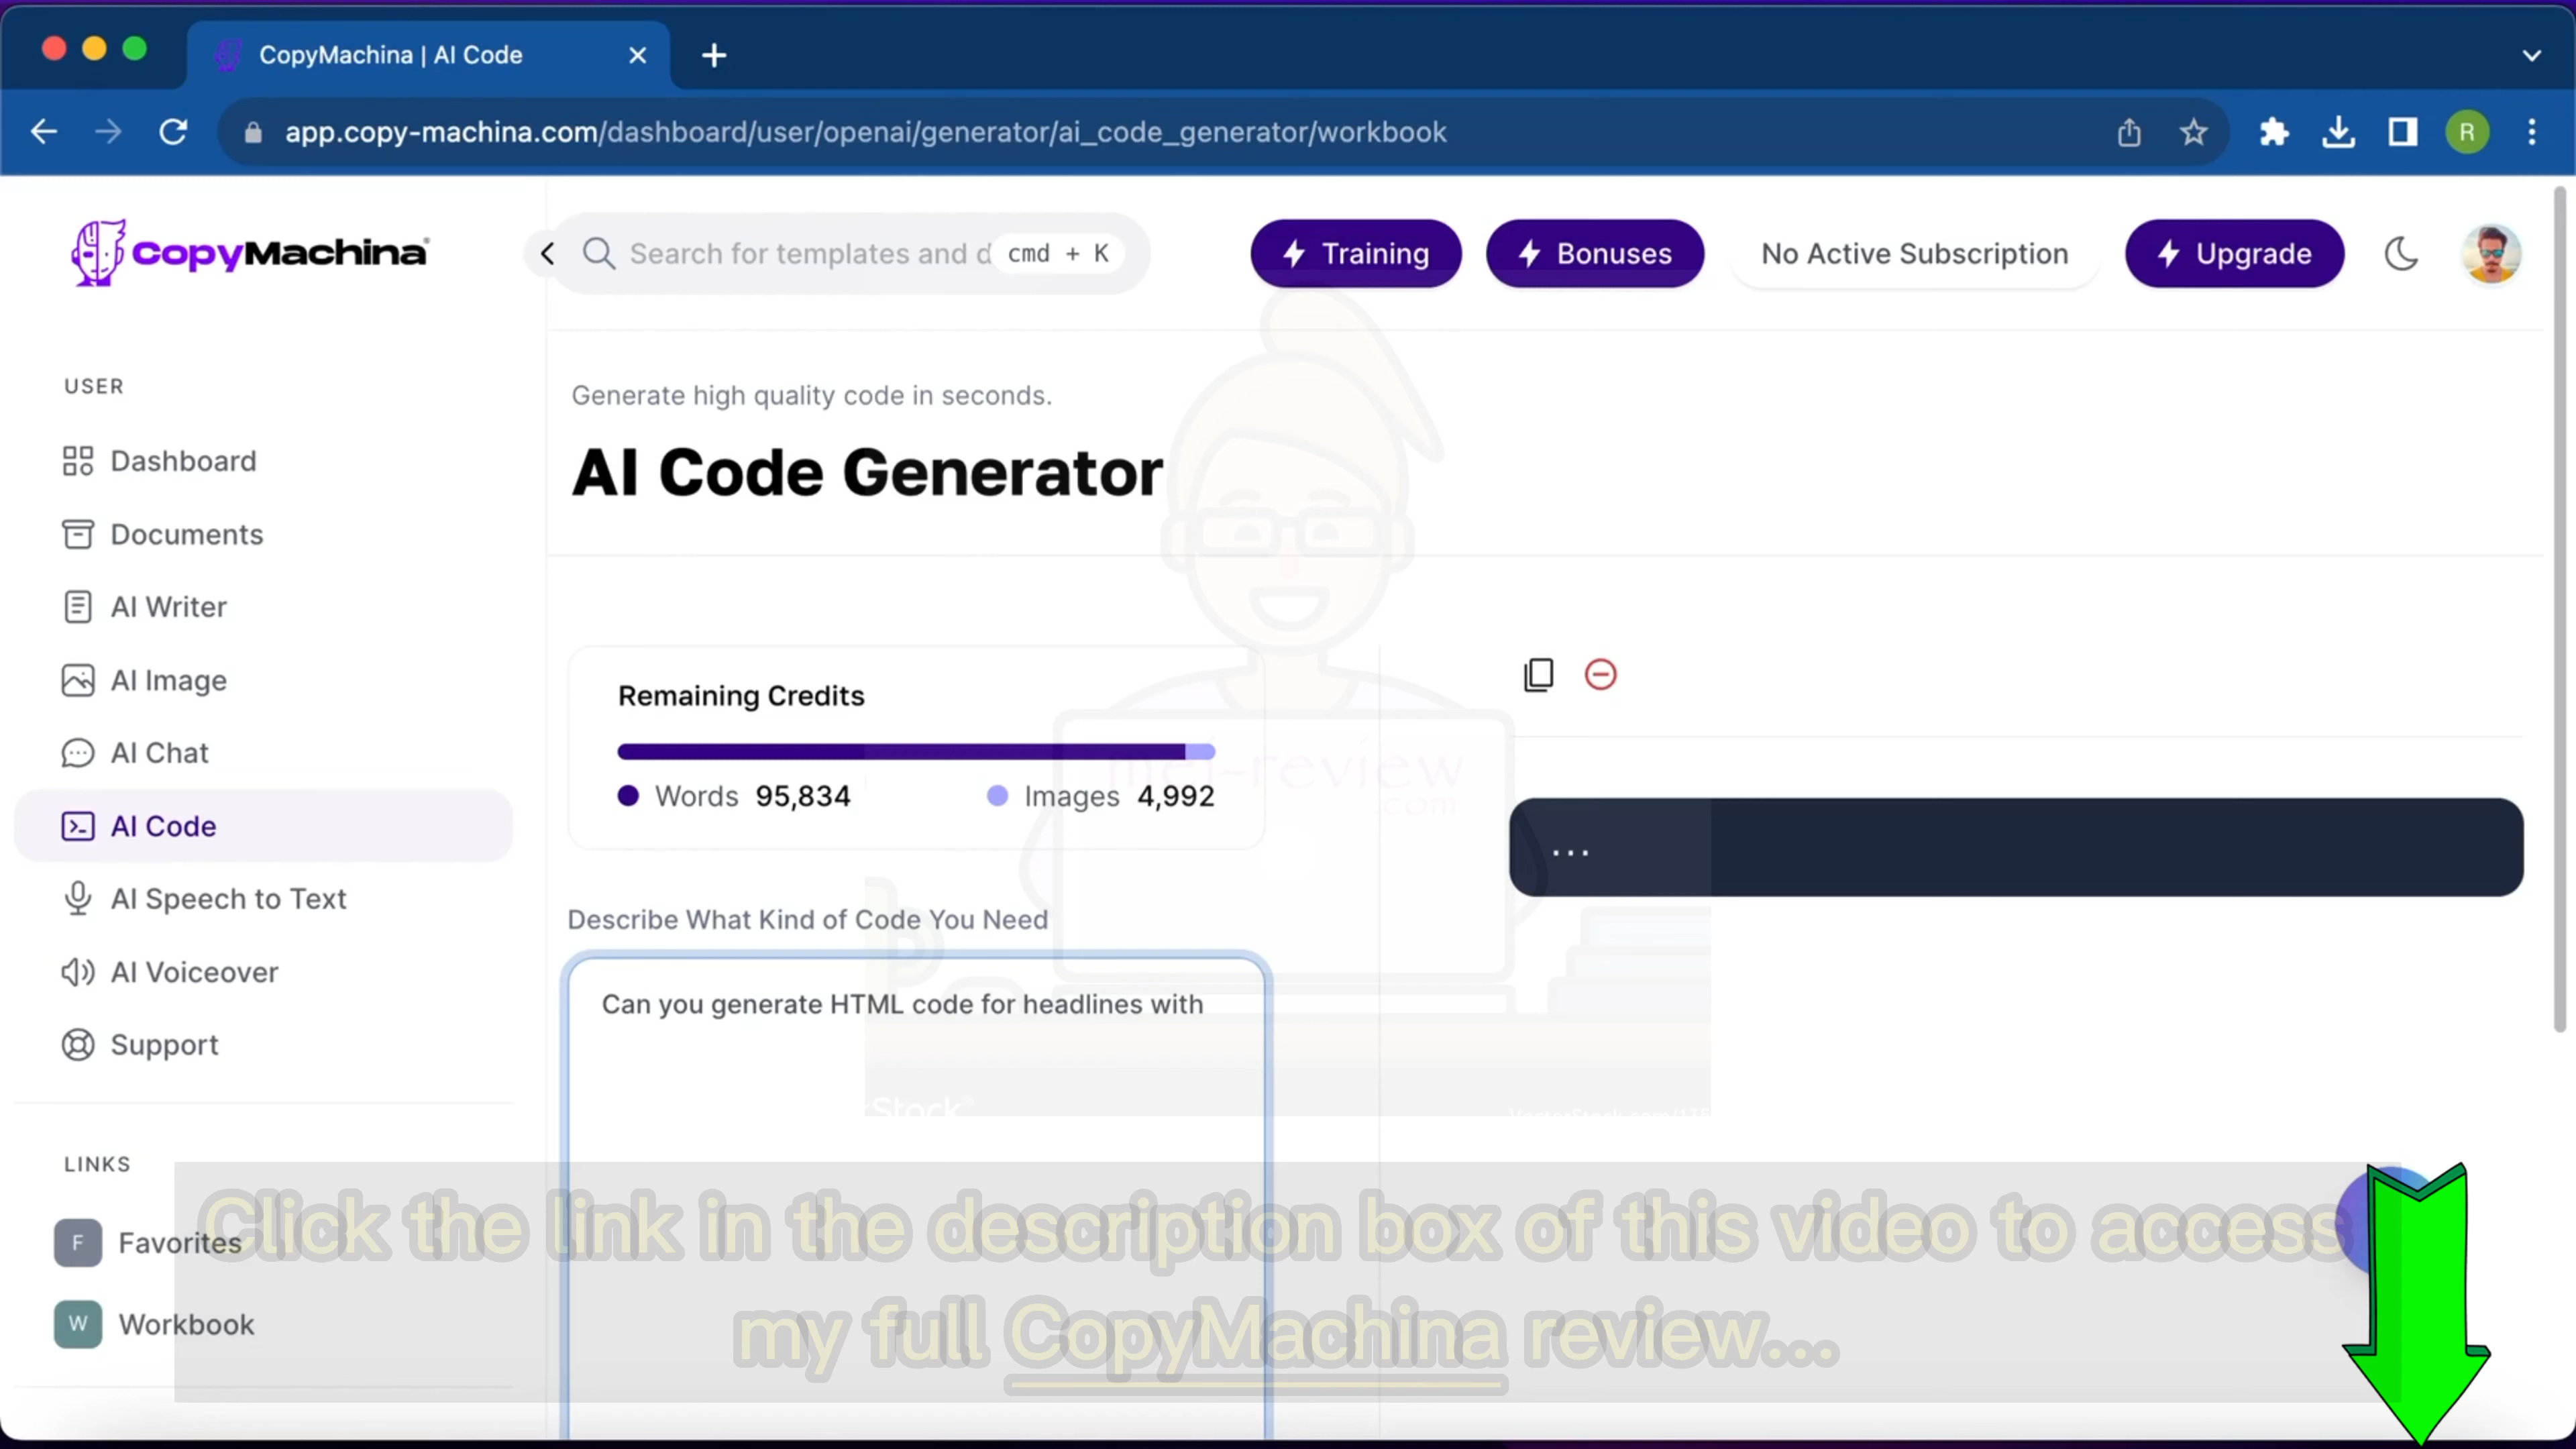 CopyMachina | AI Code
app.copy-machina.com/dashboard/user/openai/generator/ai_code_generator/workbook
R
CopyMachina
Search for templates and d
cmd + K
Training
Bonuses
No Active Subscription
Upgrade
USER
Dashboard
Documents
AI Writer
AI Image
AI Chat
AI Code
AI Speech to Text
AI Voiceover
Support
LINKS
F Favorites
W Workbook
Generate high quality code in seconds.
AI Code Generator
Remaining Credits
Words 95,834
Images 4,992
Describe What Kind of Code You Need
Can you generate HTML code for headlines with
...
-review
.com
rStock
Click the link in the description box of this video to access
my full CopyMachina review...